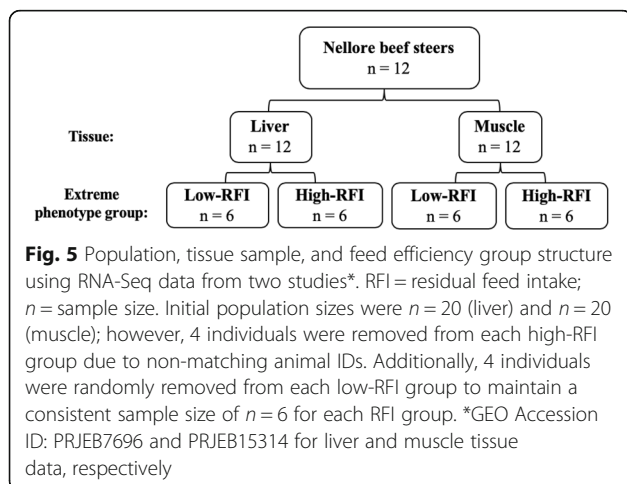 Nellore beef steers
n = 12
Tissue:
Liver
n = 12
Muscle
n = 12
Extreme
phenotype group:
Low-RFI
n = 6
High-RFI
n = 6
Low-RFI
n = 6
High-RFI
n = 6
Fig. 5 Population, tissue sample, and feed efficiency group structure
using RNA-Seq data from two studies*. RFI = residual feed intake;
n = sample size. Initial population sizes were n = 20 (liver) and n = 20
(muscle); however, 4 individuals were removed from each high-RFI
group due to non-matching animal IDs. Additionally, 4 individuals
were randomly removed from each low-RFI group to maintain a
consistent sample size of n = 6 for each RFI group. *GEO Accession
ID: PRJEB7696 and PRJEB15314 for liver and muscle tissue
data, respectively